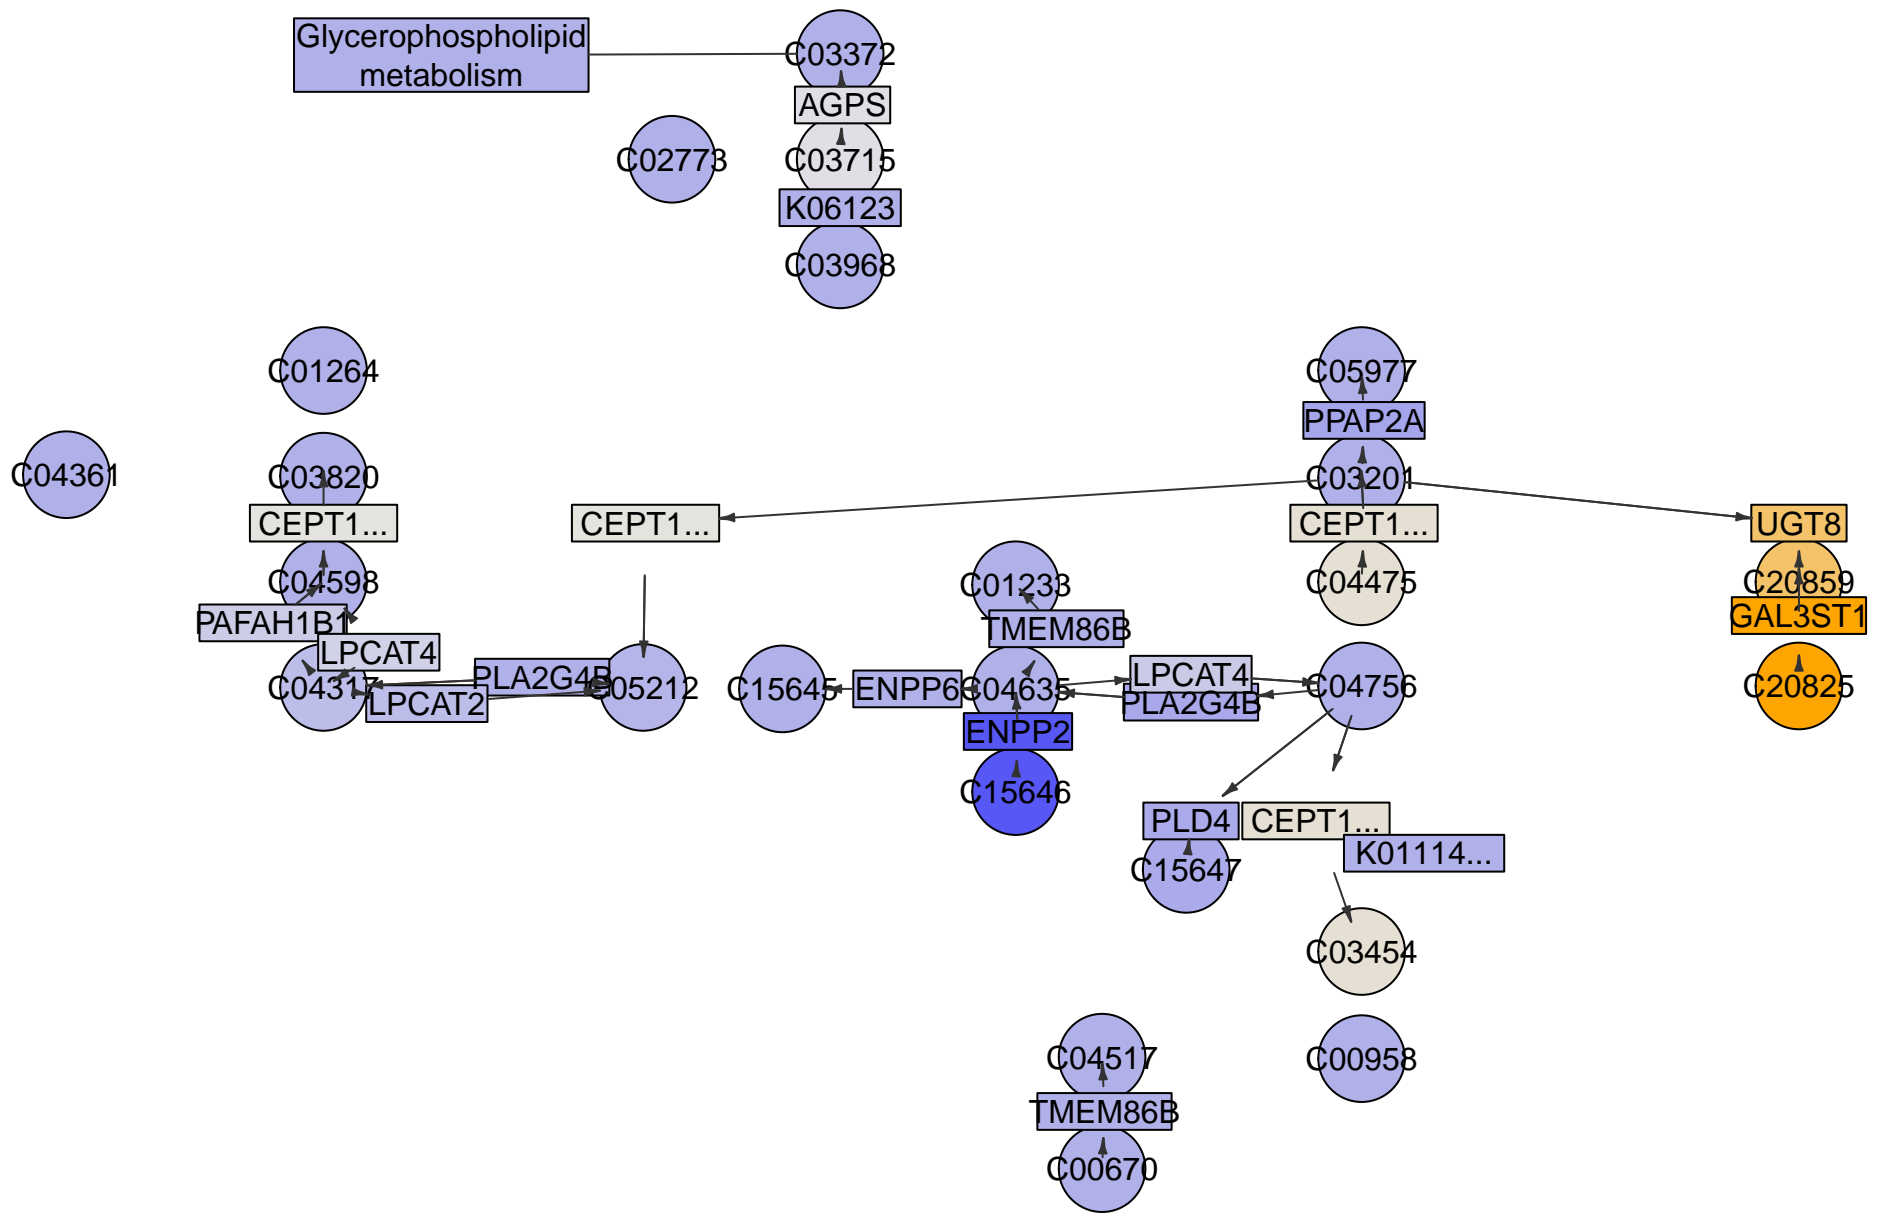 Glycerophospholipid
metabolism
C03372
AGPS
C02773
C03715
K06123
C03968
C01264
C05977
PPAP2A
C04361
C03820
C03201
CEPT1...
CEPT1...
CEPT1...
UGT8
C04598
C01233
C04475
C20859
PAFAH1B1
TMEM86B
GAL3ST1
LPCAT4
PLA2G4B
LPCAT4
C04317
C05212
C15645
ENPP6
C04635
C04756
C20825
LPCAT2
PLA2G4B
ENPP2
C15646
PLD4
CEPT1...
K01114...
C15647
C03454
C04517
C00958
TMEM86B
C00670